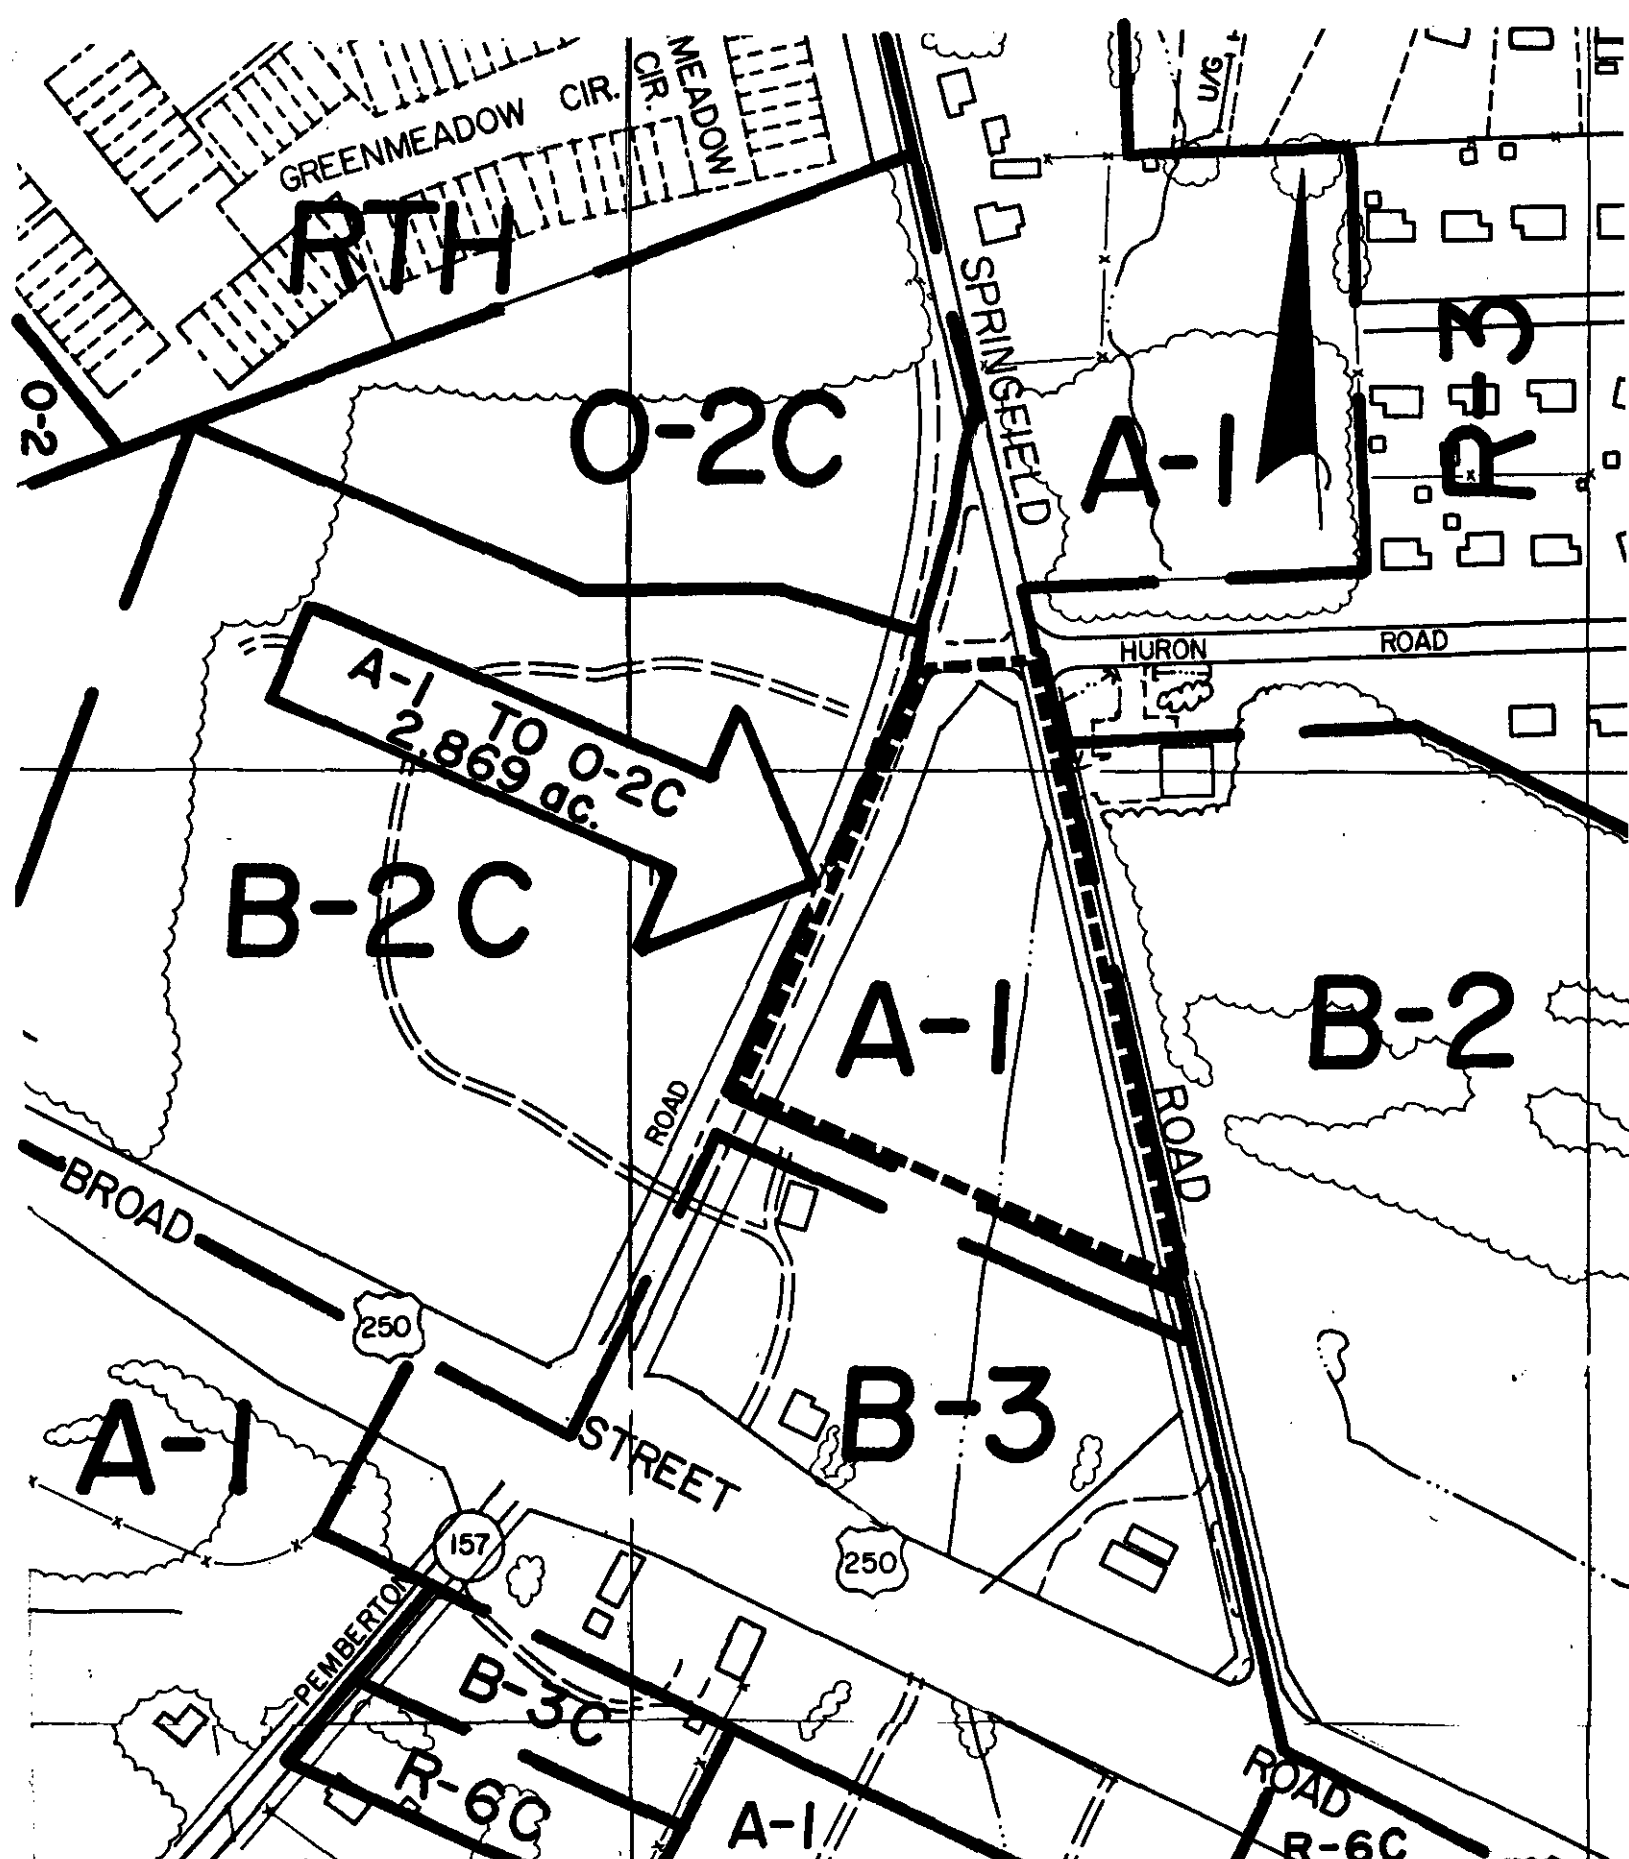 MEADOW
CIR.
GREENMEADOW CIR.
U/G
RTH
SPRINGFIELD
R-3
O-2
O-2C
A-1
HURON ROAD
A-1 TO O-2C
2.869 ac.
B-2C
A-1
B-2
ROAD
ROAD
BROAD
250
B-3
A-1
STREET
157
250
PEMBERTON
B-3C
R-6C
ROAD
A-1
R-6C